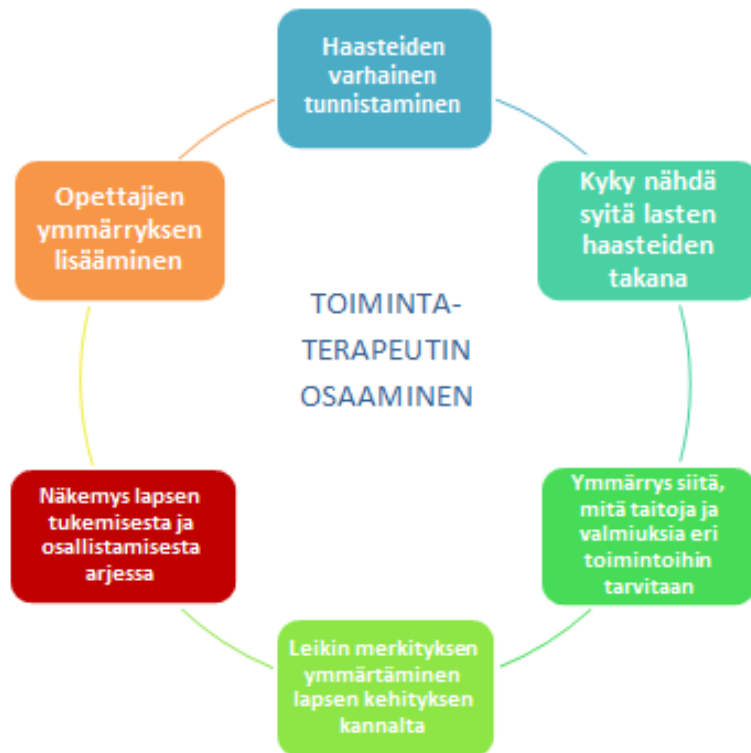 Haasteiden
varhainen
tunnistaminen
Kyky nähdä
syitä lasten
haasteiden
takana
Ymmärrys siitä,
mitä taitoja ja
valmiuksia eri
toimintoihin
tarvitaan
Leikin merkityksen
ymmärtäminen
lapsen kehityksen
kannalta
Näkemys lapsen
tukemisesta ja
osallistamisesta
arjessa
Opettajien
ymmärryksen
lisääminen
TOIMINTA-
TERAPEUTIN
OSAAMINEN